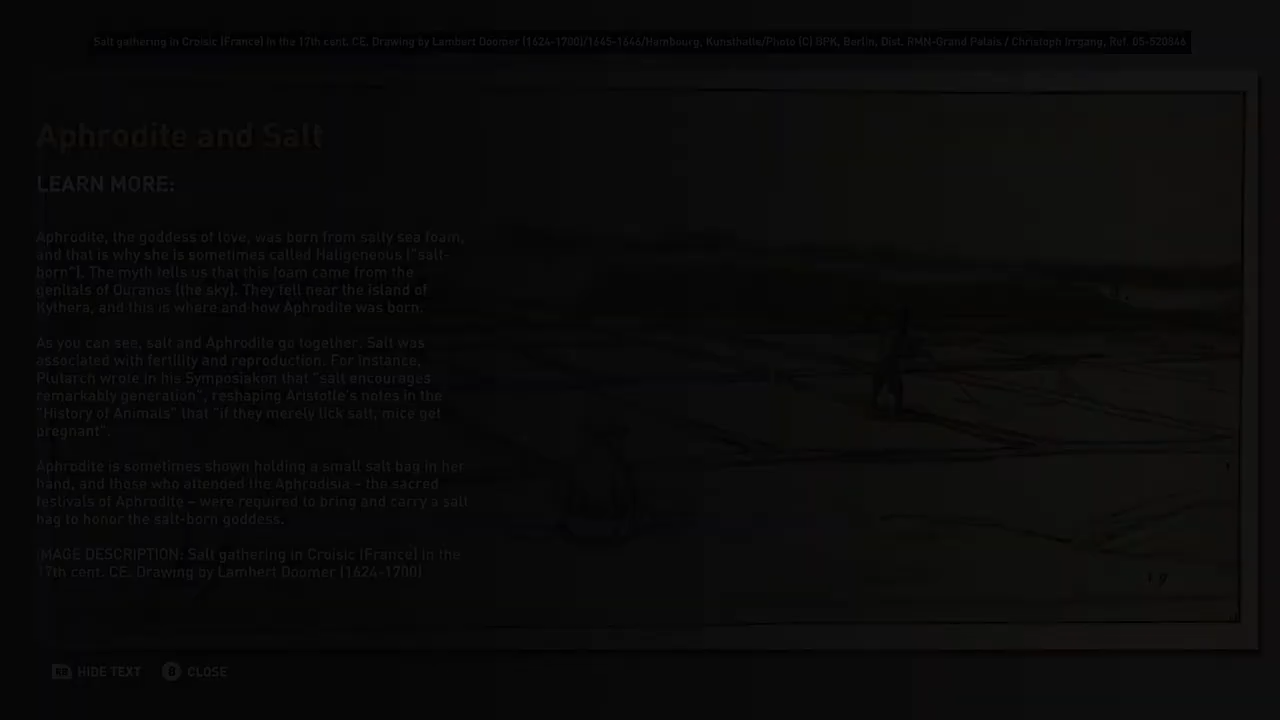 Salt gathering in Croisic (France) in the 17th cent. CE. Drawing by Lambert Doomer (1624-1700)/1645-1646/Hambourg, Kunsthalle/Photo (C) BPK, Berlin, Dist. RMN-Grand Palais / Christoph Irrgang, Ref. 05-520846
Aphrodite and Salt
LEARN MORE:
Aphrodite, the goddess of love, was born from salty sea foam,
and that is why she is sometimes called Haligeneous ("salt-
born"). The myth tells us that this foam came from the
genitals of Ouranos (the sky). They fell near the island of
Kythera, and this is where and how Aphrodite was born.
As you can see, salt and Aphrodite go together. Salt was
associated with fertility and reproduction. For instance,
Plutarch wrote in his Symposiakon that "salt encourages
remarkably generation", reshaping Aristotle's notes in the
"History of Animals" that "if they merely lick salt, mice get
pregnant".
Aphrodite is sometimes shown holding a small salt bag in her
hand, and those who attended the Aphrodisia – the sacred
festivals of Aphrodite – were required to bring and carry a salt
bag to honor the salt-born goddess.
IMAGE DESCRIPTION: Salt gathering in Croisic (France) in the
17th cent. CE. Drawing by Lambert Doomer (1624-1700)
19
HIDE TEXT B CLOSE